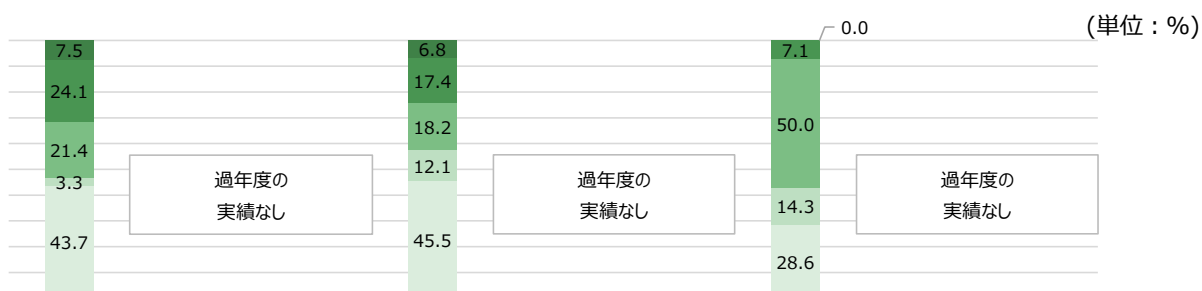 (単位：%)
0.0
7.5
24.1
21.4
3.3
43.7
過年度の
実績なし
6.8
17.4
18.2
12.1
45.5
過年度の
実績なし
7.1
50.0
14.3
28.6
過年度の
実績なし